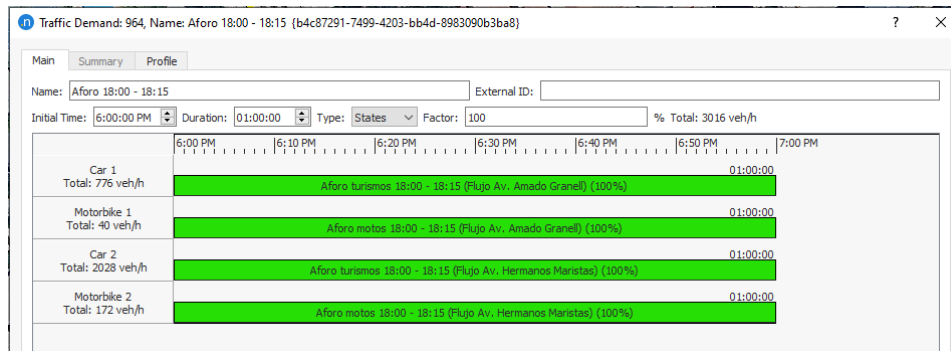 Traffic Demand: 964, Name: Aforo 18:00 - 18:15 {b4c87291-7499-4203-bb4d-8983090b3ba8}
Main Summary Profile
Name: Aforo 18:00 - 18:15 External ID:
Initial Time: 6:00:00 PM Duration: 01:00:00 Type: States Factor: 100 % Total: 3016 veh/h
6:00 PM 6:10 PM 6:20 PM 6:30 PM 6:40 PM 6:50 PM 7:00 PM
Car 1 01:00:00
Total: 776 veh/h Aforo turismos 18:00 - 18:15 (Flujo Av. Amado Granell) (100%)
Motorbike 1 01:00:00
Total: 40 veh/h Aforo motos 18:00 - 18:15 (Flujo Av. Amado Granell) (100%)
Car 2 01:00:00
Total: 2028 veh/h Aforo turismos 18:00 - 18:15 (Flujo Av. Hermanos Maristas) (100%)
Motorbike 2 01:00:00
Total: 172 veh/h Aforo motos 18:00 - 18:15 (Flujo Av. Hermanos Maristas) (100%)